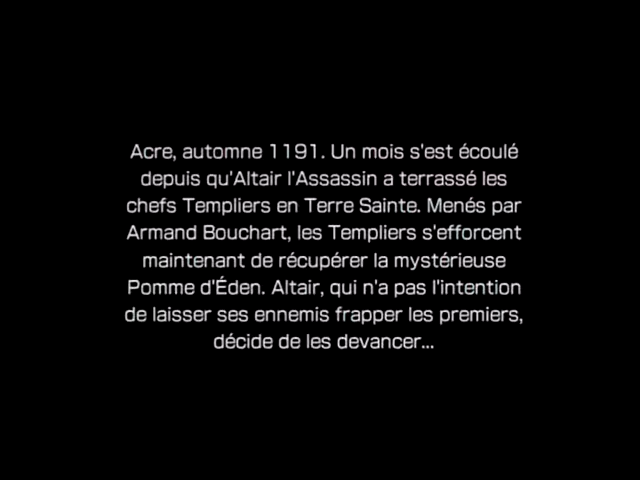 Acre, automne 1191. Un mois s'est écoulé
depuis qu'Altair l'Assassin a terrassé les
chefs Templiers en Terre Sainte. Menés par
Armand Bouchart, les Templiers s'efforcent
maintenant de récupérer la mystérieuse
Pomme d'Éden. Altair, qui n'a pas l'intention
de laisser ses ennemis frapper les premiers,
décide de les devancer...